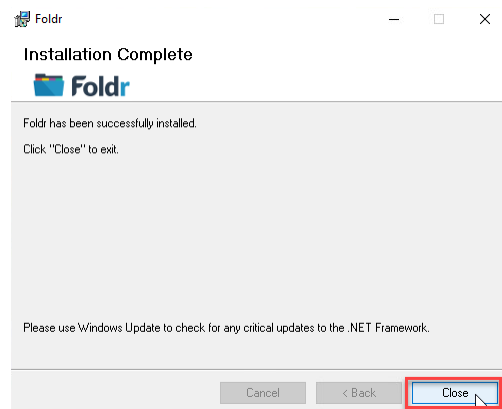 Foldr
Installation Complete
Foldr
Foldr has been successfully installed.
Click "Close" to exit.
Please use Windows Update to check for any critical updates to the .NET Framework.
Cancel
< Back
Close